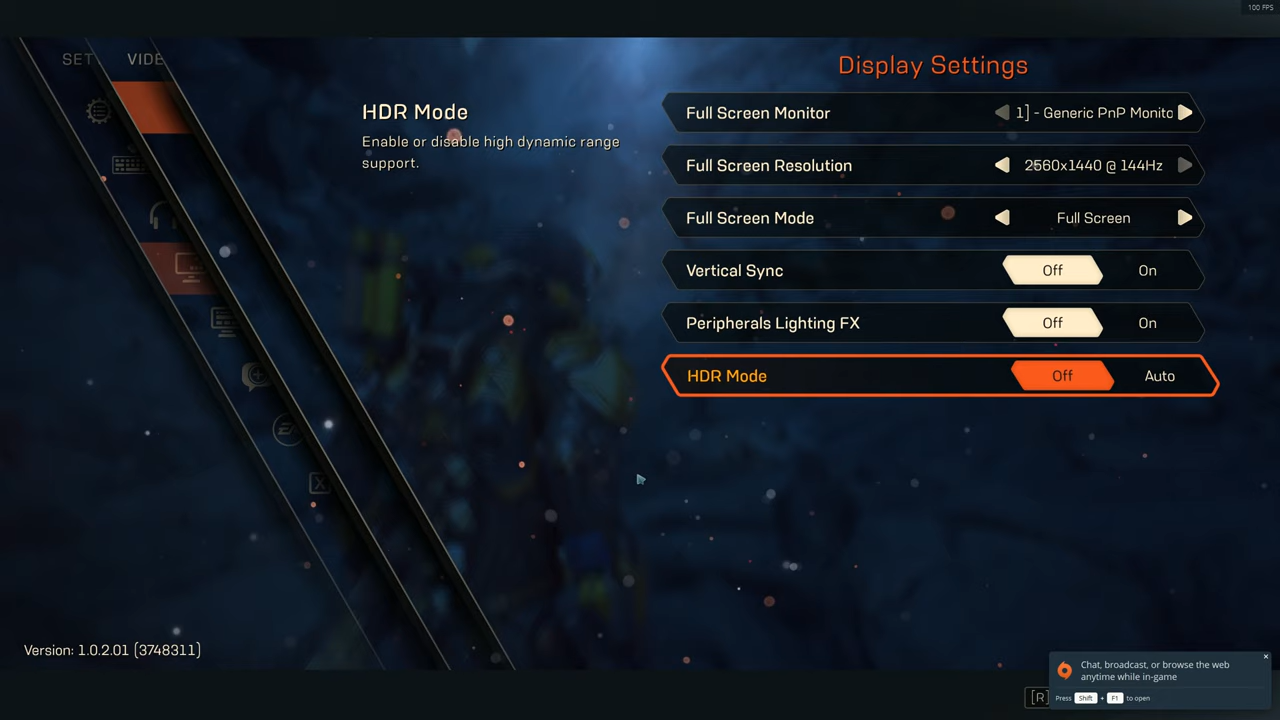 100 FPS
SET
VIDE
Display Settings
HDR Mode
Enable or disable high dynamic range
support.
Full Screen Monitor
1] - Generic PnP Monito
Full Screen Resolution
2560x1440 @ 144Hz
Full Screen Mode
Full Screen
Vertical Sync
Off
On
Peripherals Lighting FX
Off
On
HDR Mode
Off
Auto
Version: 1.0.2.01 (3748311)
[R]
Chat, broadcast, or browse the web
anytime while in-game
Press Shift + F1 to open